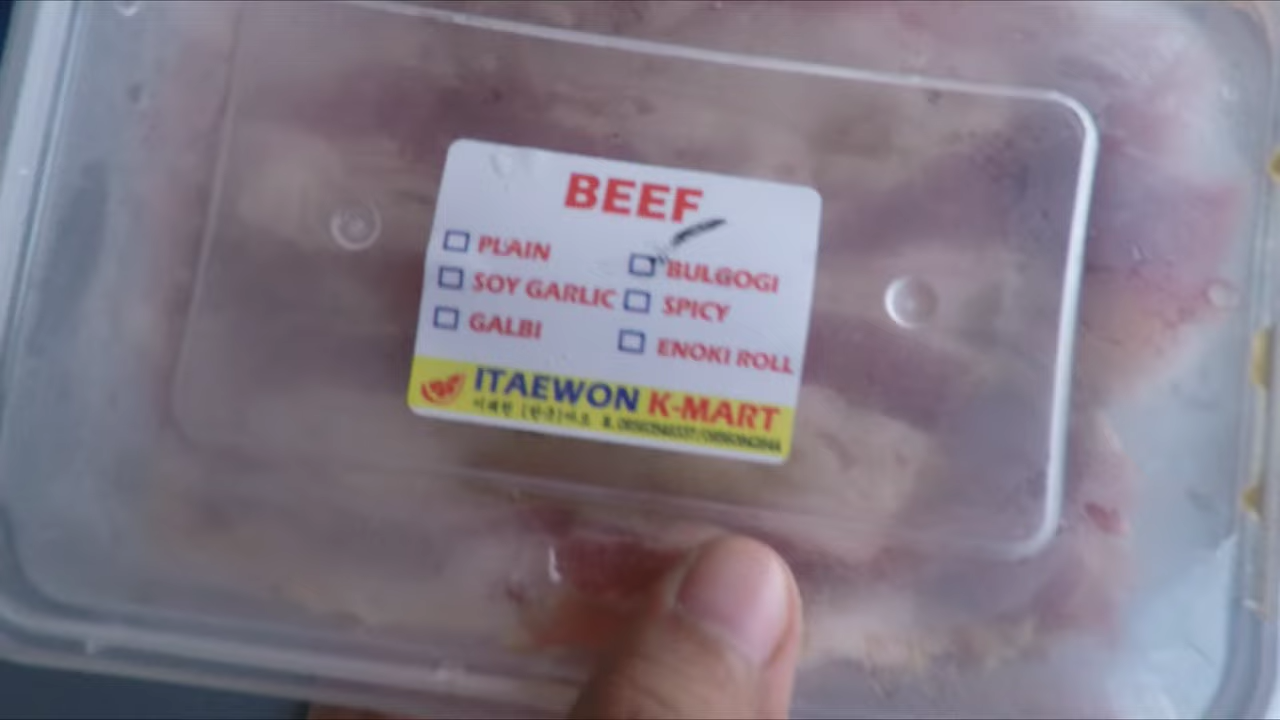 BEEF
PLAIN
BULGOGI
SOY GARLIC
SPICY
GALBI
ENOKI ROLL
ITAEWON K-MART